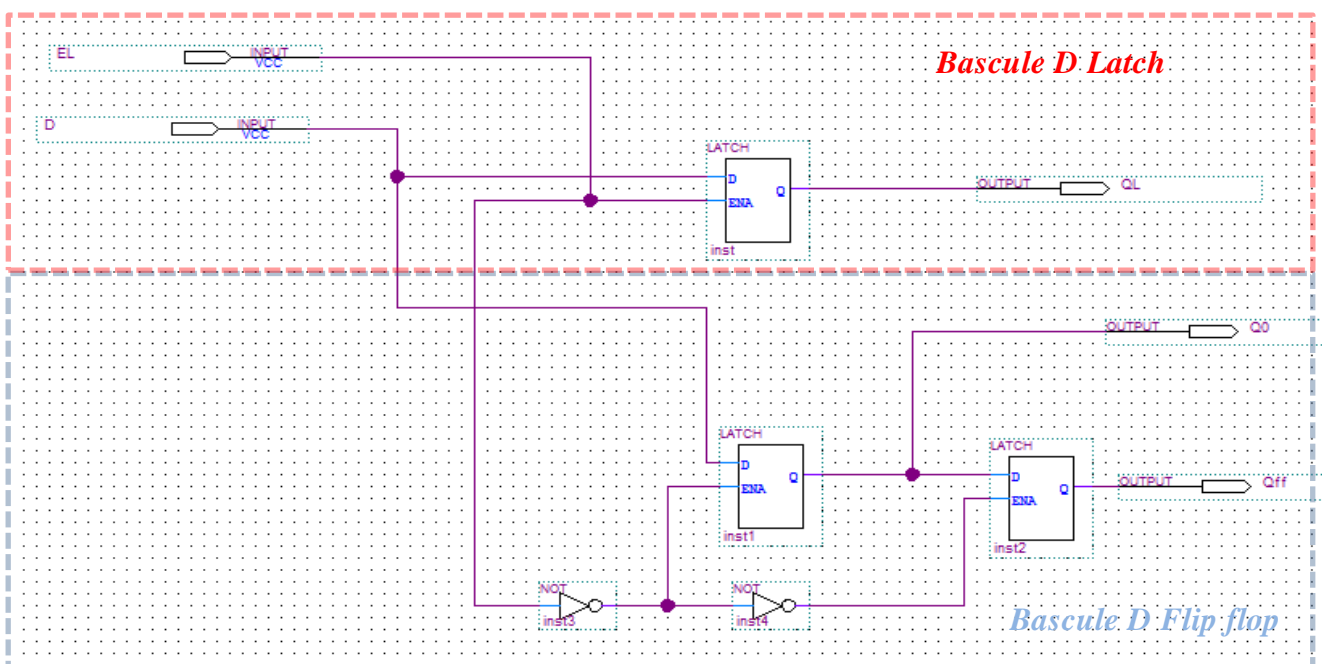 EL
INPUT
VCC
Bascule D Latch
D
INPUT
VCC
LATCH
D
ENA
Q
inst
OUTPUT
QL
OUTPUT
Q0
LATCH
D
ENA
Q
inst1
LATCH
D
ENA
Q
inst2
OUTPUT
Qff
NOT
inst3
NOT
inst4
Bascule D Flip flop